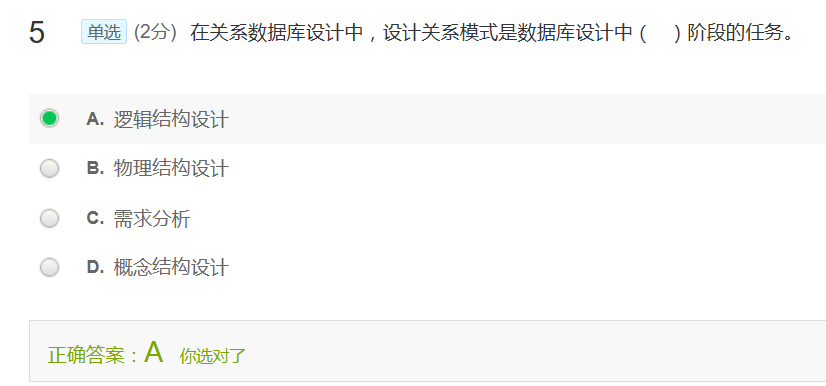 5 单选 (2分) 在关系数据库设计中，设计关系模式是数据库设计中（ ）阶段的任务。
A. 逻辑结构设计
B. 物理结构设计
C. 需求分析
D. 概念结构设计
正确答案：A 你选对了